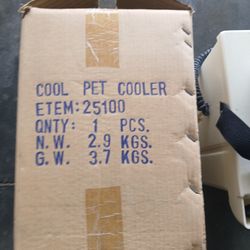 COOL PET COOLER
ETEM:25100
QNTY: 1 PCS.
N.W. 2.9 KGS.
G.W. 3.7 KGS.